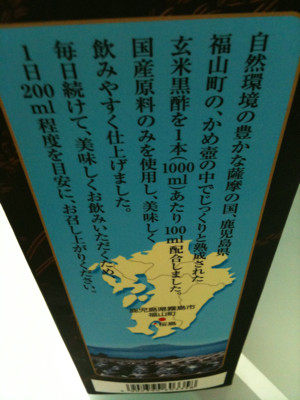 自然環境の豊かな薩摩の国、鹿児島県
福山町の、かめ壺の中でじっくりと熟成された
玄米黒酢を1本(1000ml)あたり100ml配合しました。
国産原料のみを使用し、美味しく
飲みやすく仕上げました。
毎日続けて、美味しくお飲みいただくため、
1日200ml程度を目安に、お召し上がりください。
鹿児島県霧島市
福山町
桜島